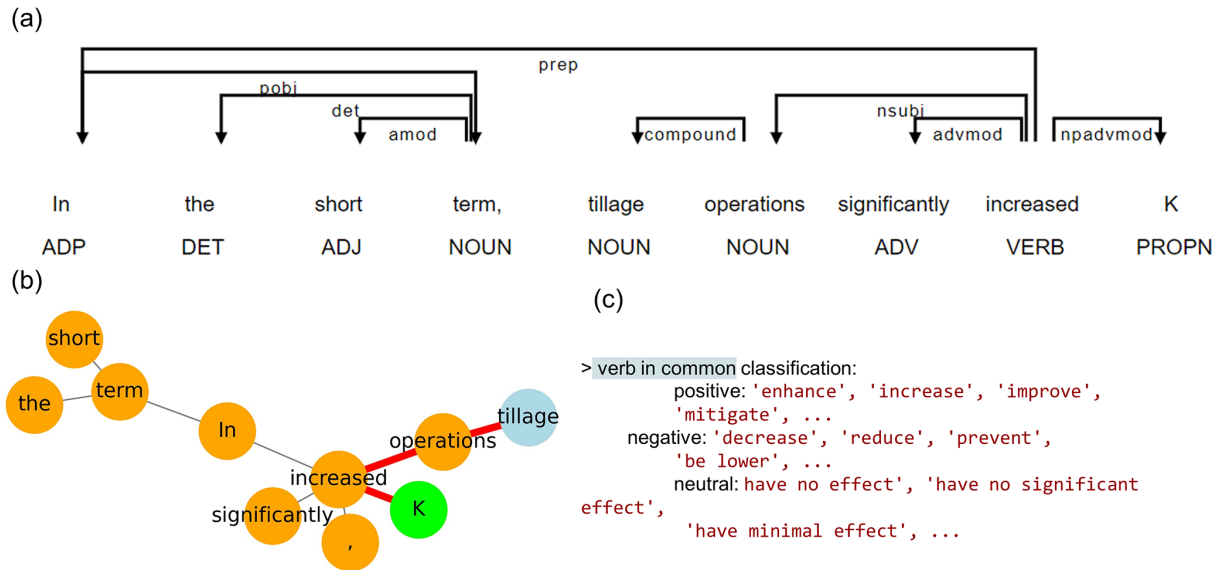 (a)
prep
pobj
nsubj
det
amod
compound
advmod
npadvmod
In the short term, tillage operations significantly increased K
ADP DET ADJ NOUN NOUN NOUN ADV VERB PROPN
(b)
short
the
term
In
tillage
operations
increased
significantly
K
,
(c)
> verb in common classification:
positive: 'enhance', 'increase', 'improve',
'mitigate', ...
negative: 'decrease', 'reduce', 'prevent',
'be lower', ...
neutral: have no effect', 'have no significant
effect',
'have minimal effect', ...